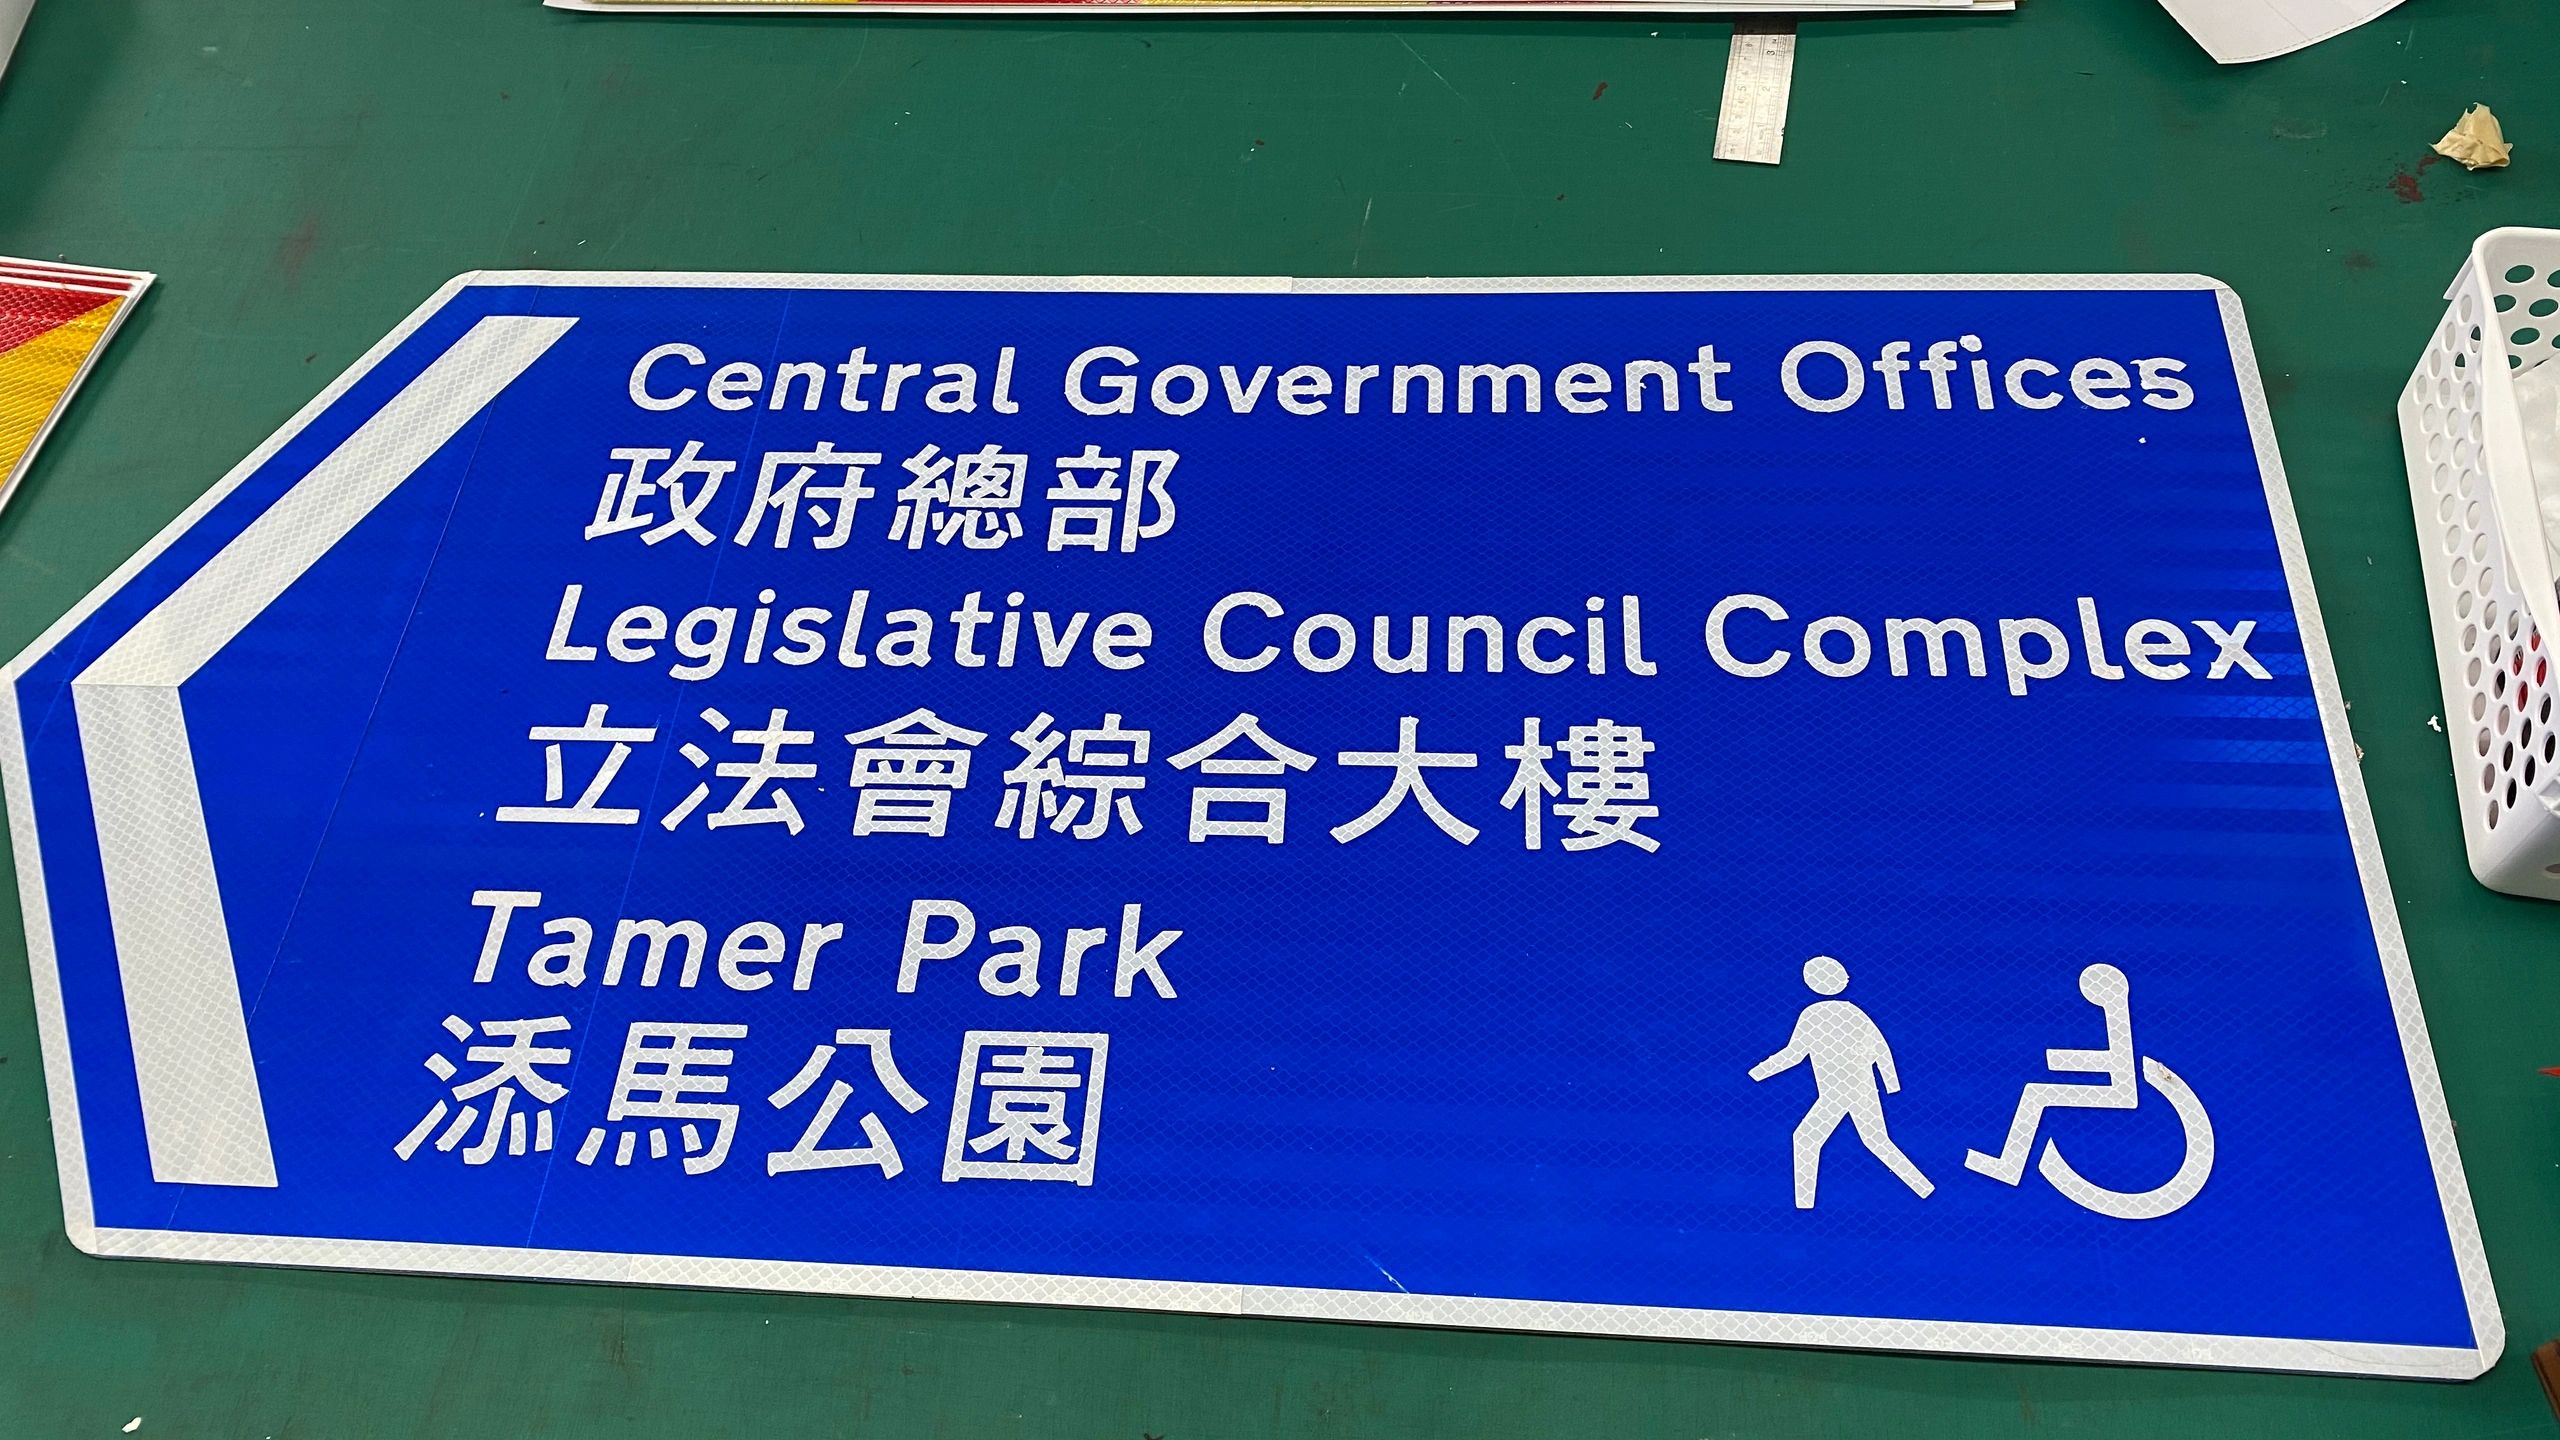 Central Government Offices
政府總部
Legislative Council Complex
立法會綜合大樓
Tamer Park
添馬公園